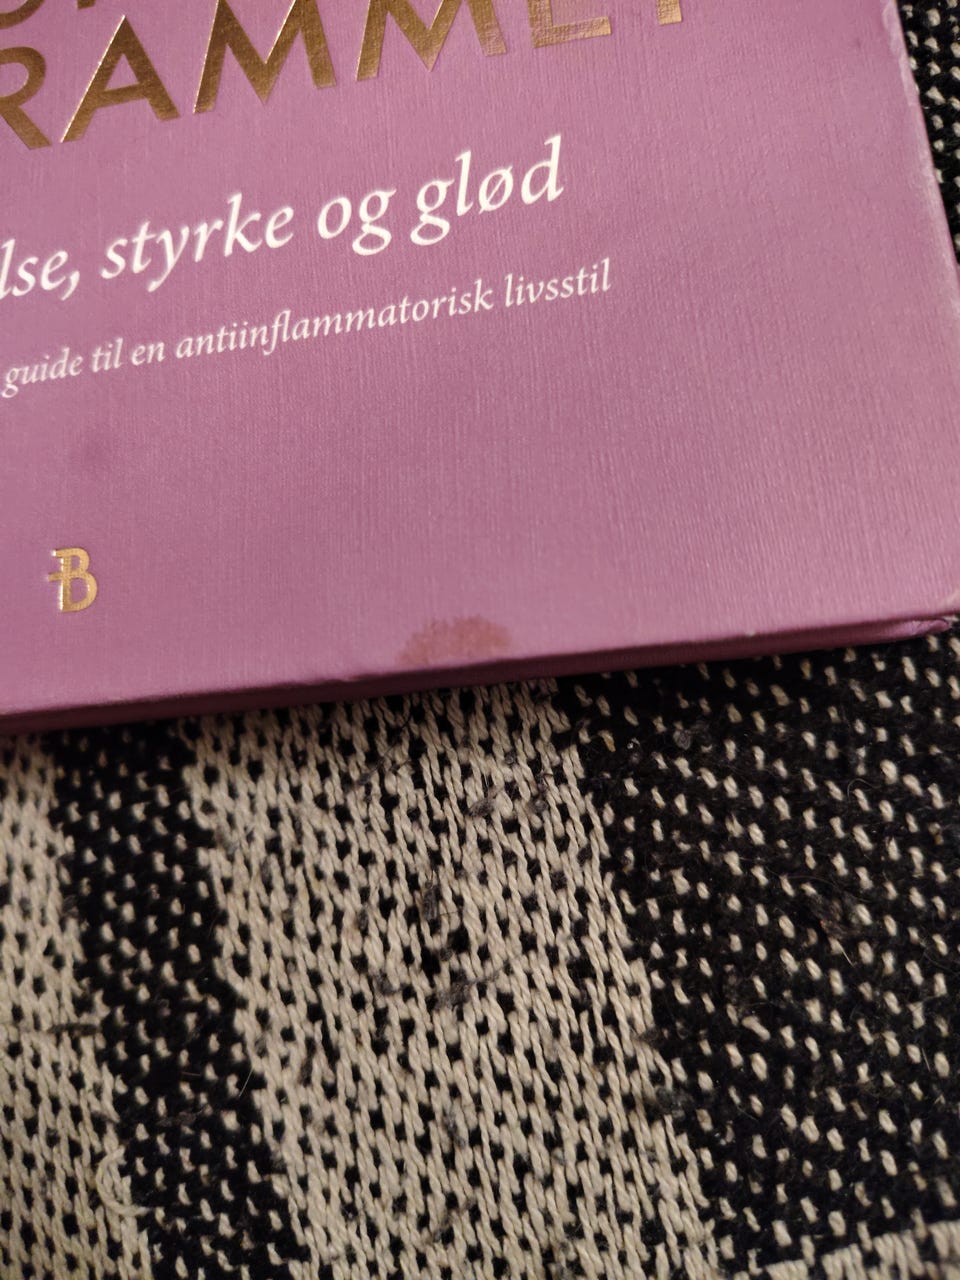 RAMMET
lse, styrke og glød
guide til en antiinflammatorisk livsstil
B